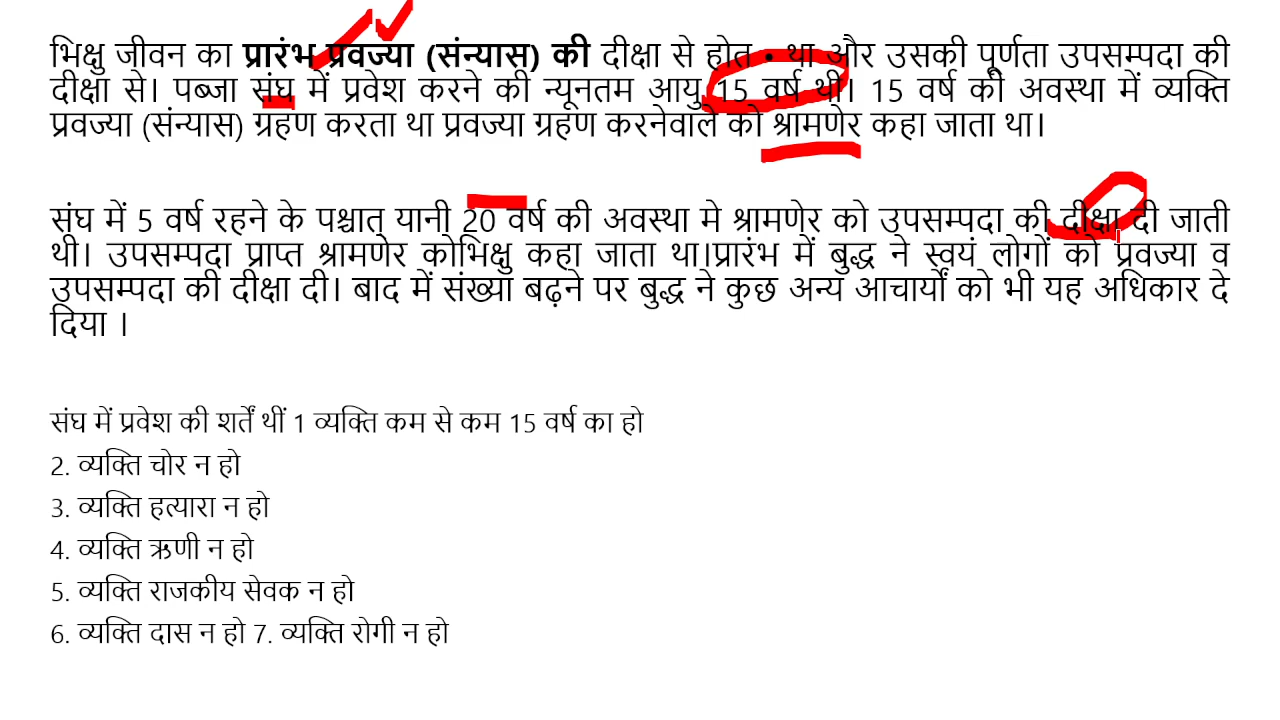 भिक्षु जीवन का प्रारंभ प्रवज्या (संन्यास) की दीक्षा से होत • था और उसकी पूर्णता उपसम्पदा की
दीक्षा से। पब्जा संघ में प्रवेश करने की न्यूनतम आयु 15 वर्ष थी। 15 वर्ष की अवस्था में व्यक्ति
प्रवज्या (संन्यास) ग्रहण करता था प्रवज्या ग्रहण करनेवाले को श्रामणेर कहा जाता था।
संघ में 5 वर्ष रहने के पश्चात् यानी 20 वर्ष की अवस्था मे श्रामणेर को उपसम्पदा की दीक्षा दी जाती
थी। उपसम्पदा प्राप्त श्रामणेर कोभिक्षु कहा जाता था।प्रारंभ में बुद्ध ने स्वयं लोगों को प्रवज्या व
उपसम्पदा की दीक्षा दी। बाद में संख्या बढ़ने पर बुद्ध ने कुछ अन्य आचार्यों को भी यह अधिकार दे
दिया ।
संघ में प्रवेश की शर्तें थीं 1 व्यक्ति कम से कम 15 वर्ष का हो
2. व्यक्ति चोर न हो
3. व्यक्ति हत्यारा न हो
4. व्यक्ति ऋणी न हो
5. व्यक्ति राजकीय सेवक न हो
6. व्यक्ति दास न हो 7. व्यक्ति रोगी न हो